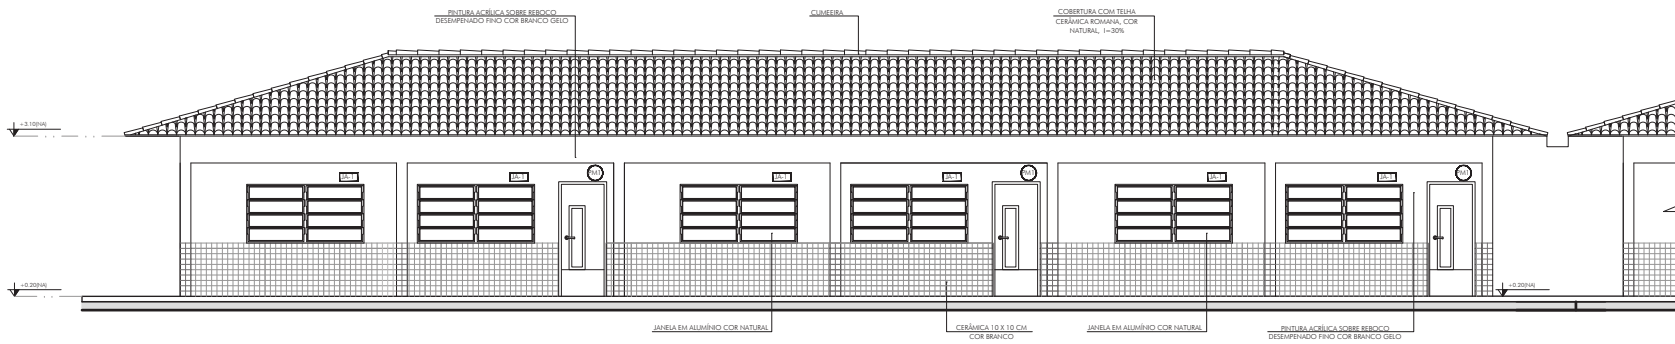 PINTURA ACRÍLICA SOBRE REBOCO
DESEMPENADO FINO COR BRANCO GELO
CUMEEIRA
COBERTURA COM TELHA
CERÂMICA ROMANA, COR
NATURAL, I=30%
+3.10(NA)
JA-1
JA-1
PM1
JA-1
JA-1
PM1
JA-1
JA-1
PM1
+0.20(NA)
+0.20(NA)
JANELA EM ALUMÍNIO COR NATURAL
CERÂMICA 10 X 10 CM
COR BRANCO
JANELA EM ALUMÍNIO COR NATURAL
PINTURA ACRÍLICA SOBRE REBOCO
DESEMPENADO FINO COR BRANCO GELO